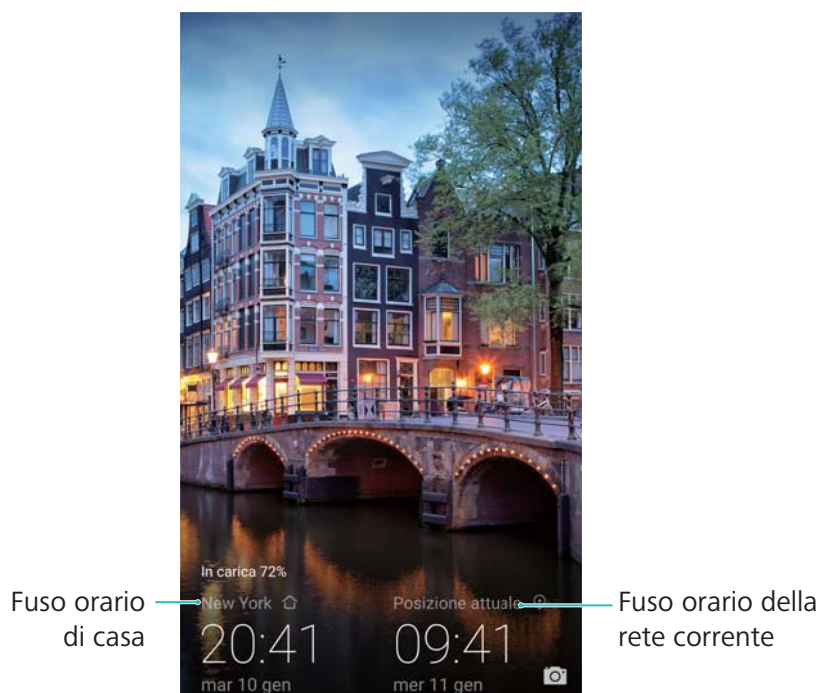 In carica 72%
New York
Posizione attuale
20:41
09:41
mar 10 gen
mer 11 gen
Fuso orario
di casa
Fuso orario della
rete corrente